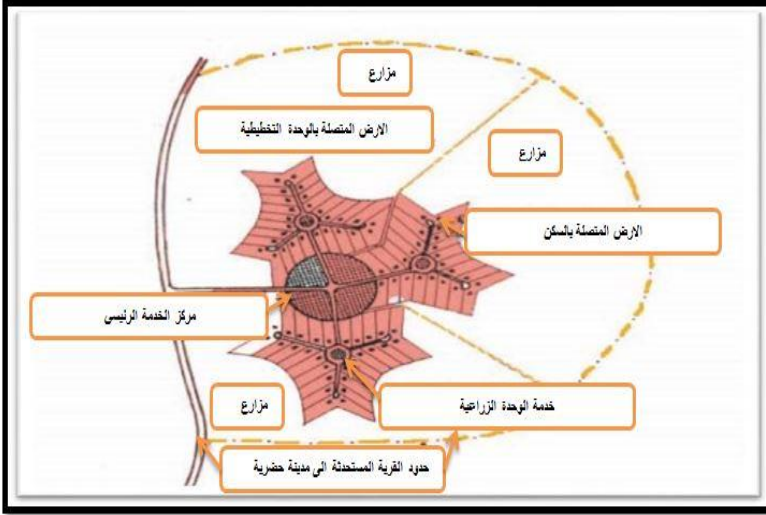 مزارع
الارض المتصلة بالوحدة التخطيطية
مزارع
الارض المتصلة بالسكن
مركز الخدمة الرئيسي
خدمة الوحدة الزراعية
مزارع
حدود القرية المستحدثة الى مدينة حضرية